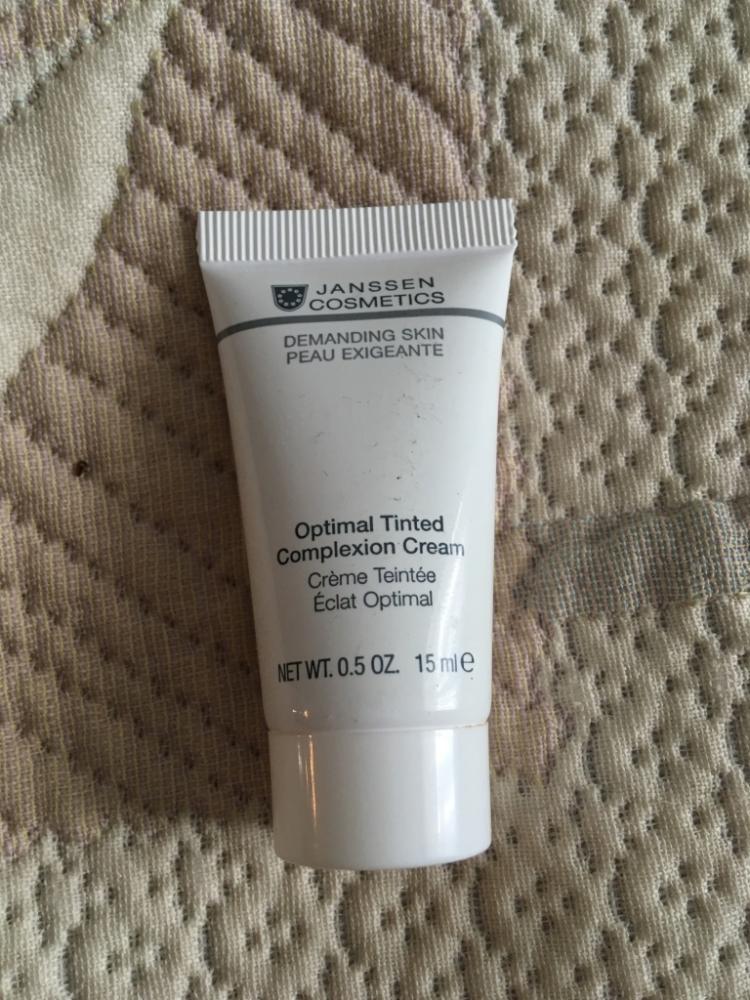 JANSSEN
COSMETICS
DEMANDING SKIN
PEAU EXIGEANTE
Optimal Tinted
Complexion Cream
Crème Teintée
Éclat Optimal
NET WT. 0.5 OZ. 15 ml ℮